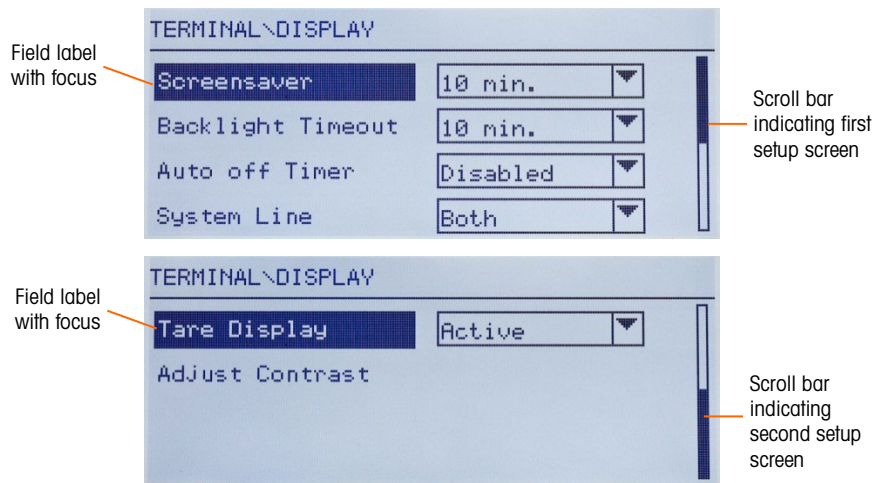 TERMINAL\DISPLAY
Field label
with focus
Screensaver 10 min.
Backlight Timeout 10 min.
Auto off Timer Disabled
System Line Both
Scroll bar
indicating first
setup screen
TERMINAL\DISPLAY
Field label
with focus
Tare Display Active
Adjust Contrast
Scroll bar
indicating
second setup
screen